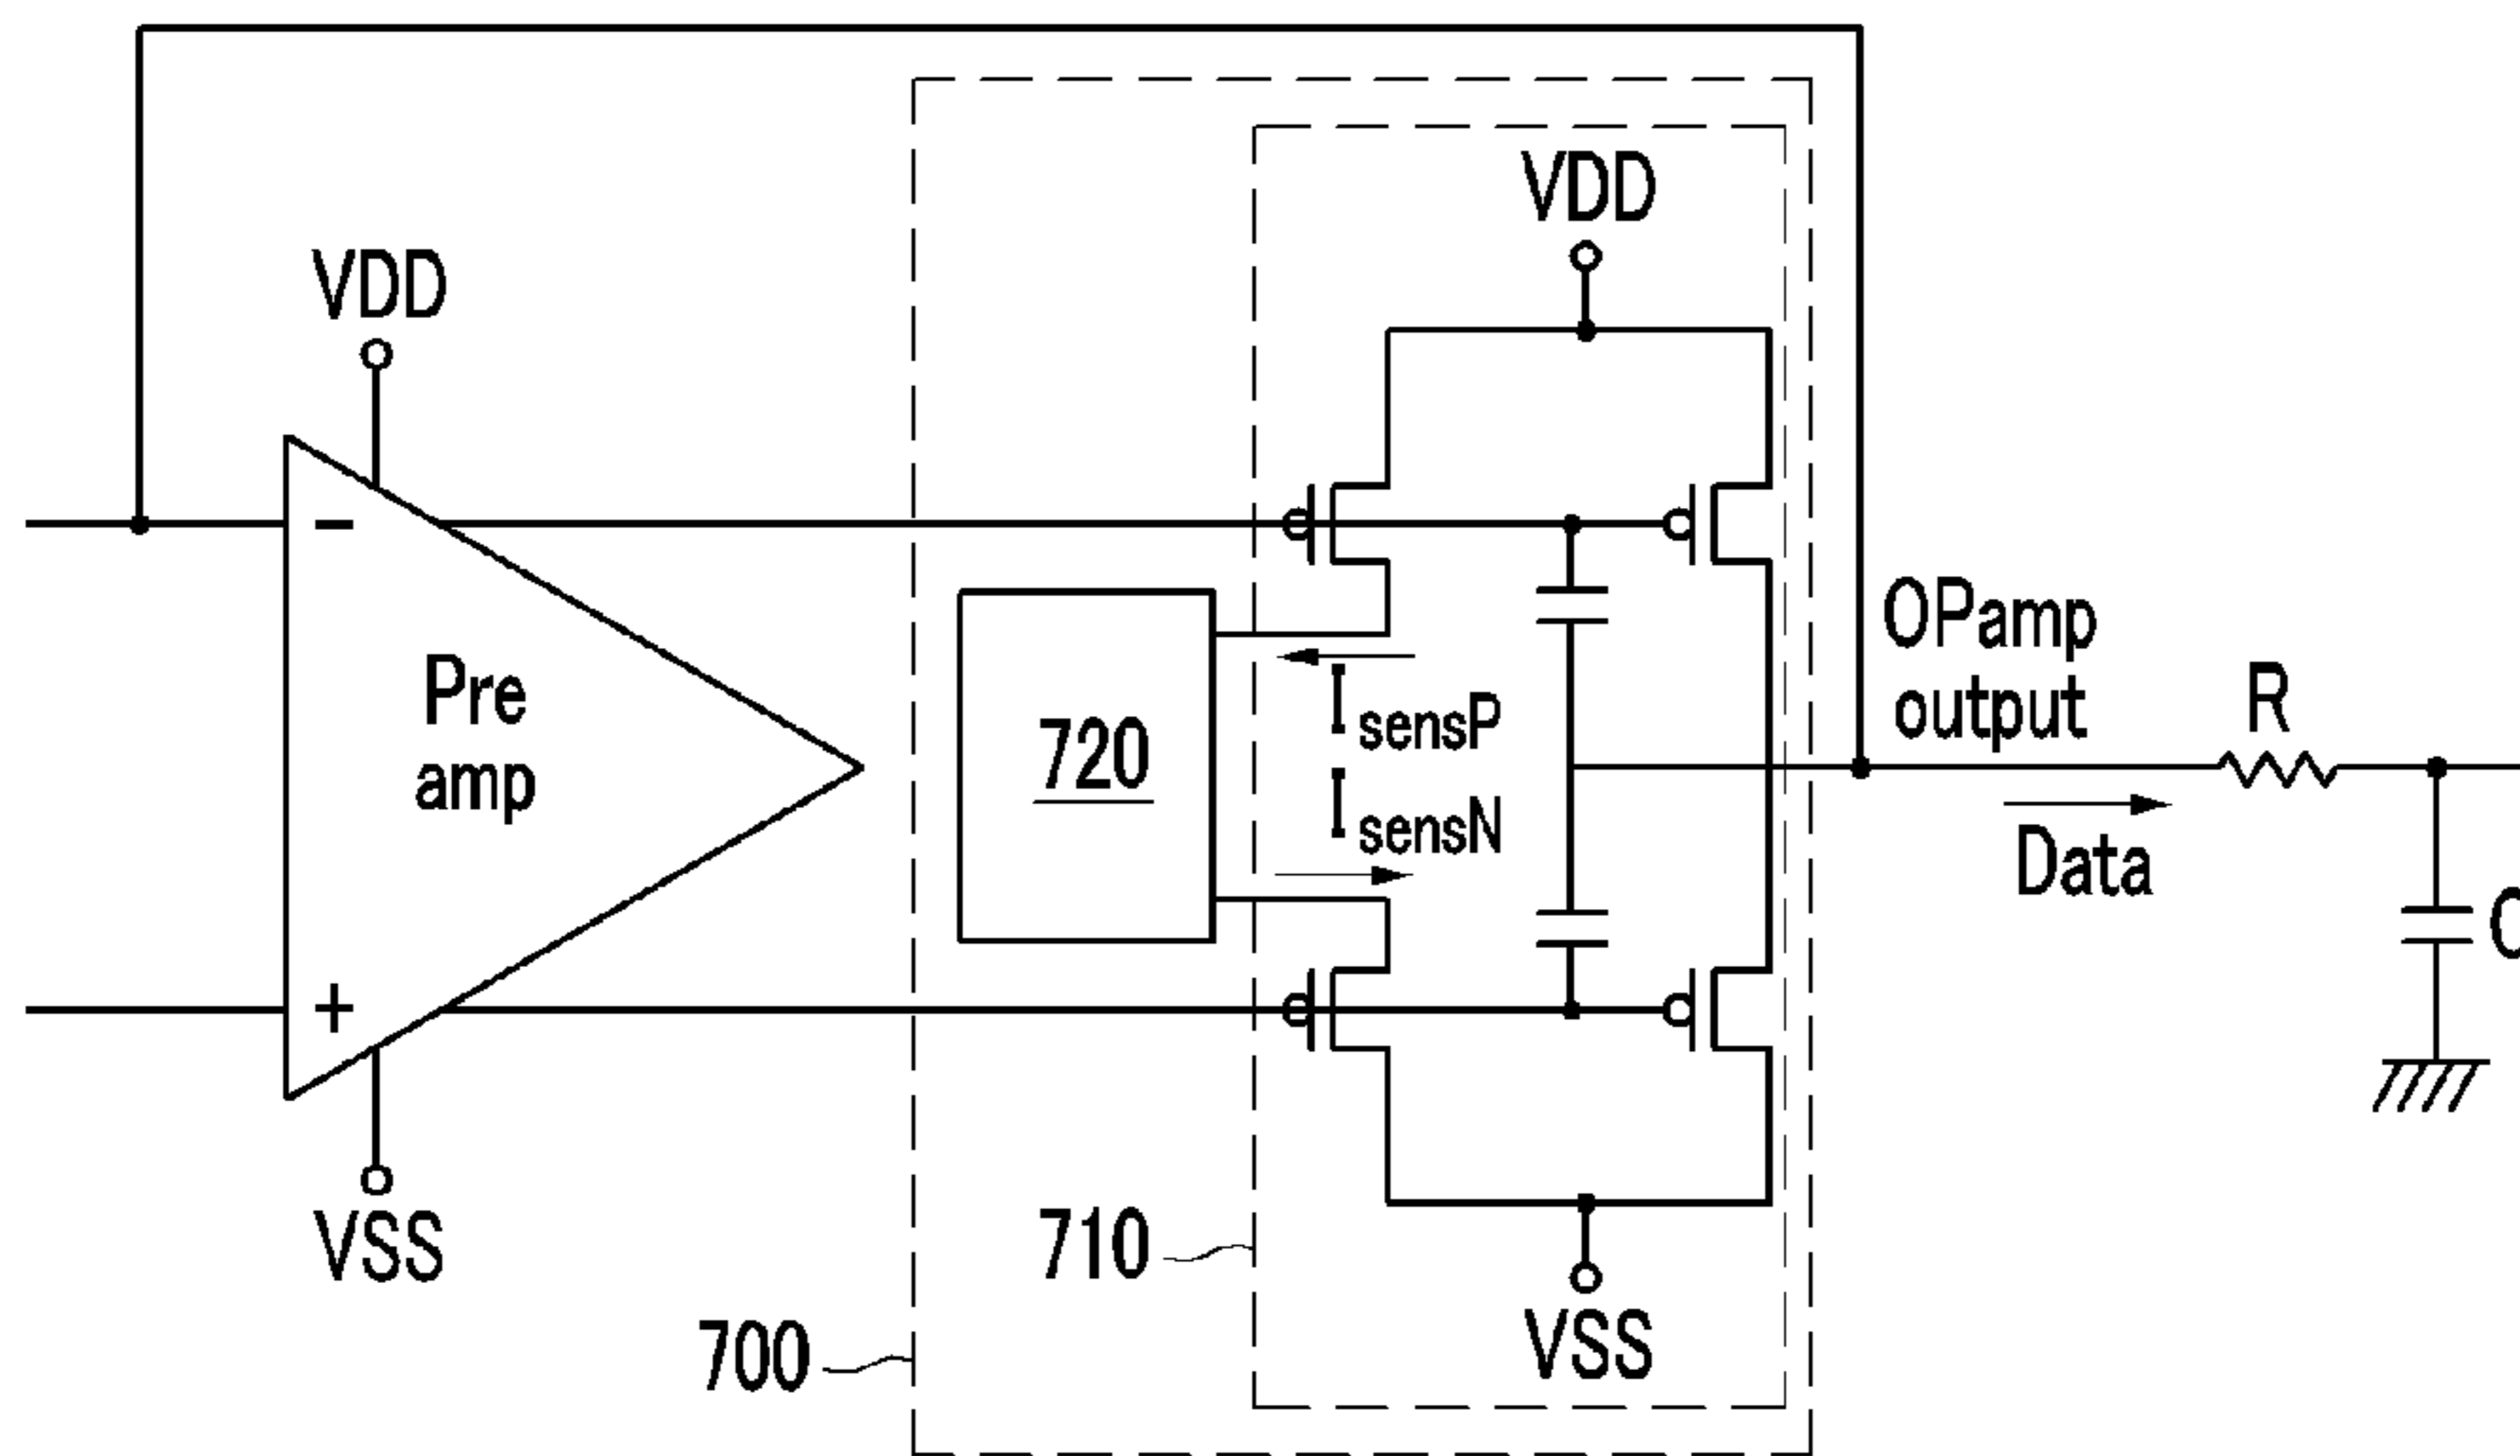 VDD
VDD
−
Pre
amp
+
VSS
720
IsensP
IsensN
OPamp
output
R
Data
710
700
VSS